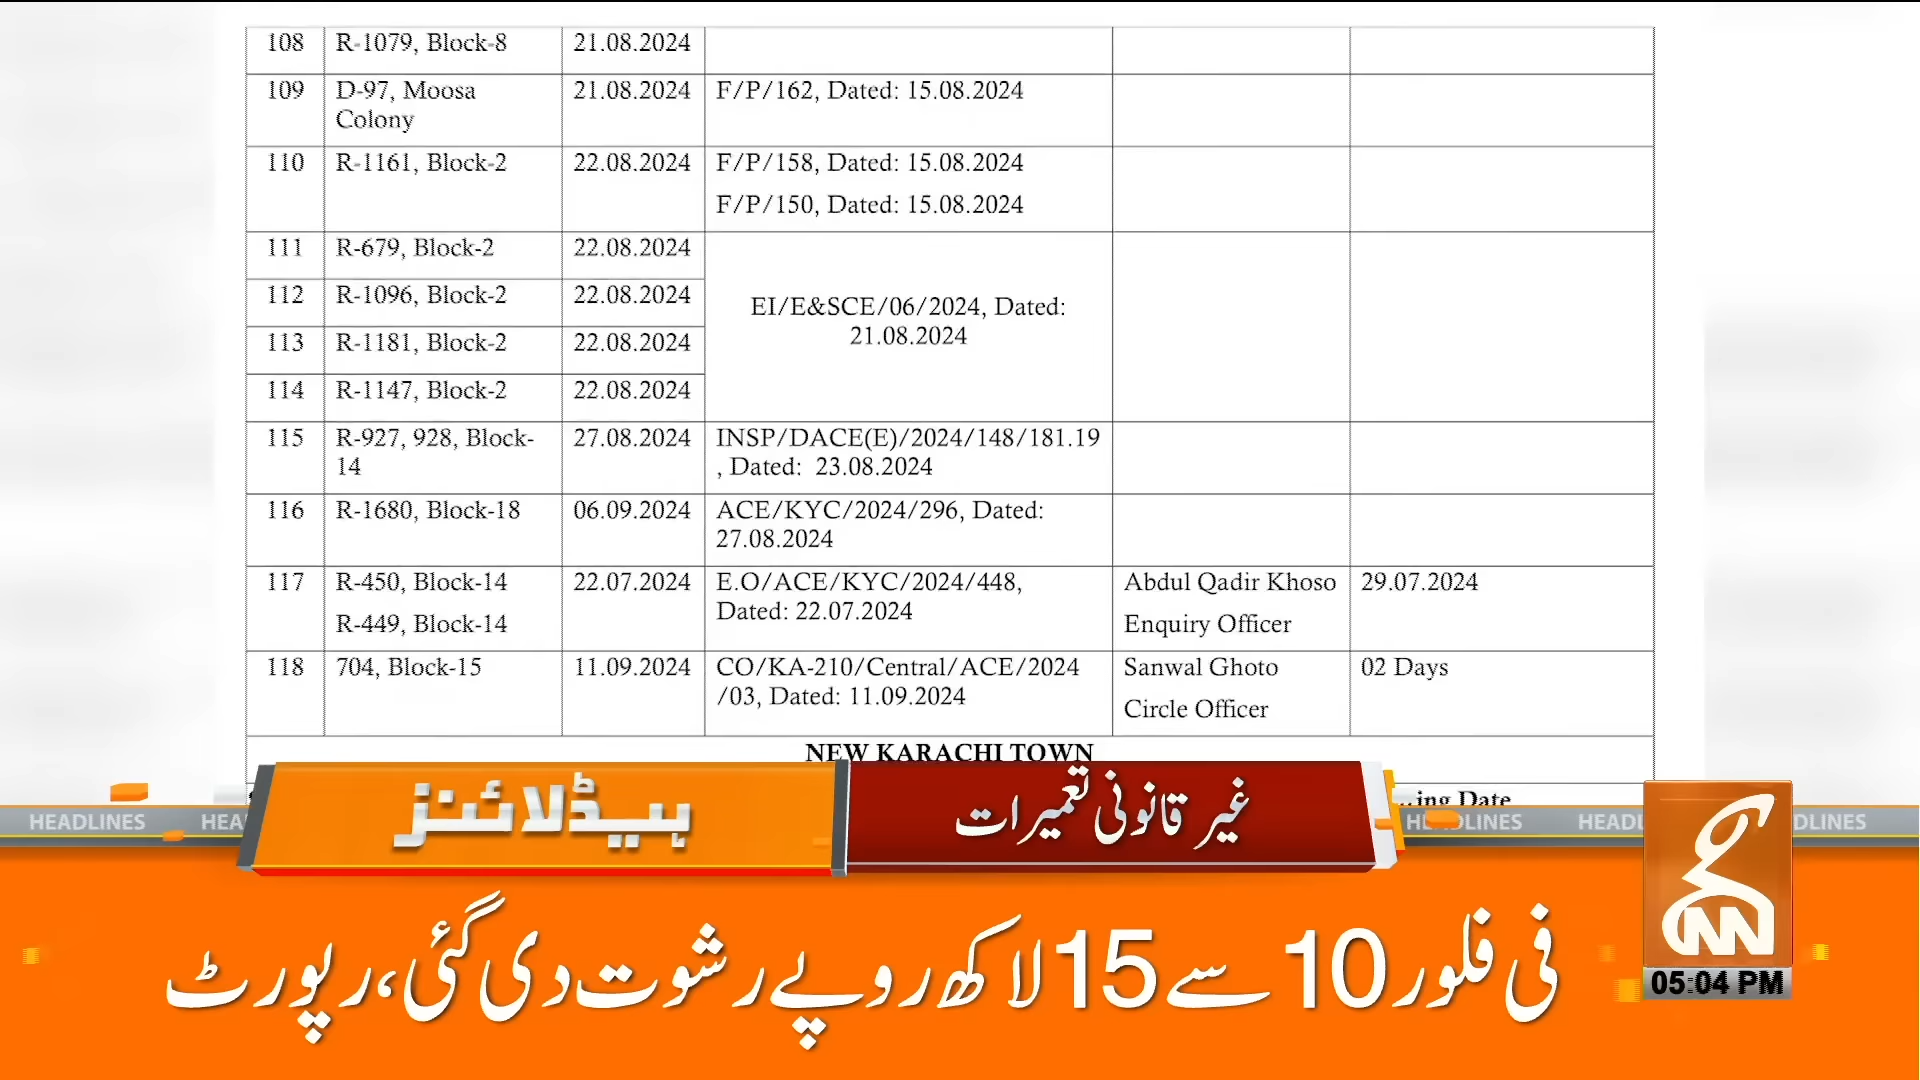 108 R-1079, Block-8 21.08.2024
109 D-97, Moosa Colony 21.08.2024 F/P/162, Dated: 15.08.2024
110 R-1161, Block-2 22.08.2024 F/P/158, Dated: 15.08.2024
F/P/150, Dated: 15.08.2024
111 R-679, Block-2 22.08.2024
112 R-1096, Block-2 22.08.2024
EI/E&SCE/06/2024, Dated:
21.08.2024
113 R-1181, Block-2 22.08.2024
114 R-1147, Block-2 22.08.2024
115 R-927, 928, Block- 27.08.2024 INSP/DACE(E)/2024/148/181.19
14 , Dated: 23.08.2024
116 R-1680, Block-18 06.09.2024 ACE/KYC/2024/296, Dated:
27.08.2024
117 R-450, Block-14 22.07.2024 E.O/ACE/KYC/2024/448, Abdul Qadir Khoso 29.07.2024
Dated: 22.07.2024
R-449, Block-14 Enquiry Officer
118 704, Block-15 11.09.2024 CO/KA-210/Central/ACE/2024 Sanwal Ghoto 02 Days
/03, Dated: 11.09.2024
Circle Officer
NEW KARACHI TOWN
ing Date
HEADLINES HEA HEADLINES HEADL DLINES
غیر قانونی تعمیرات
ہیڈلائنز
فی فلور 10 سے 15 لاکھ روپے رشوت دی گئی، رپورٹ
GNN
05:04 PM